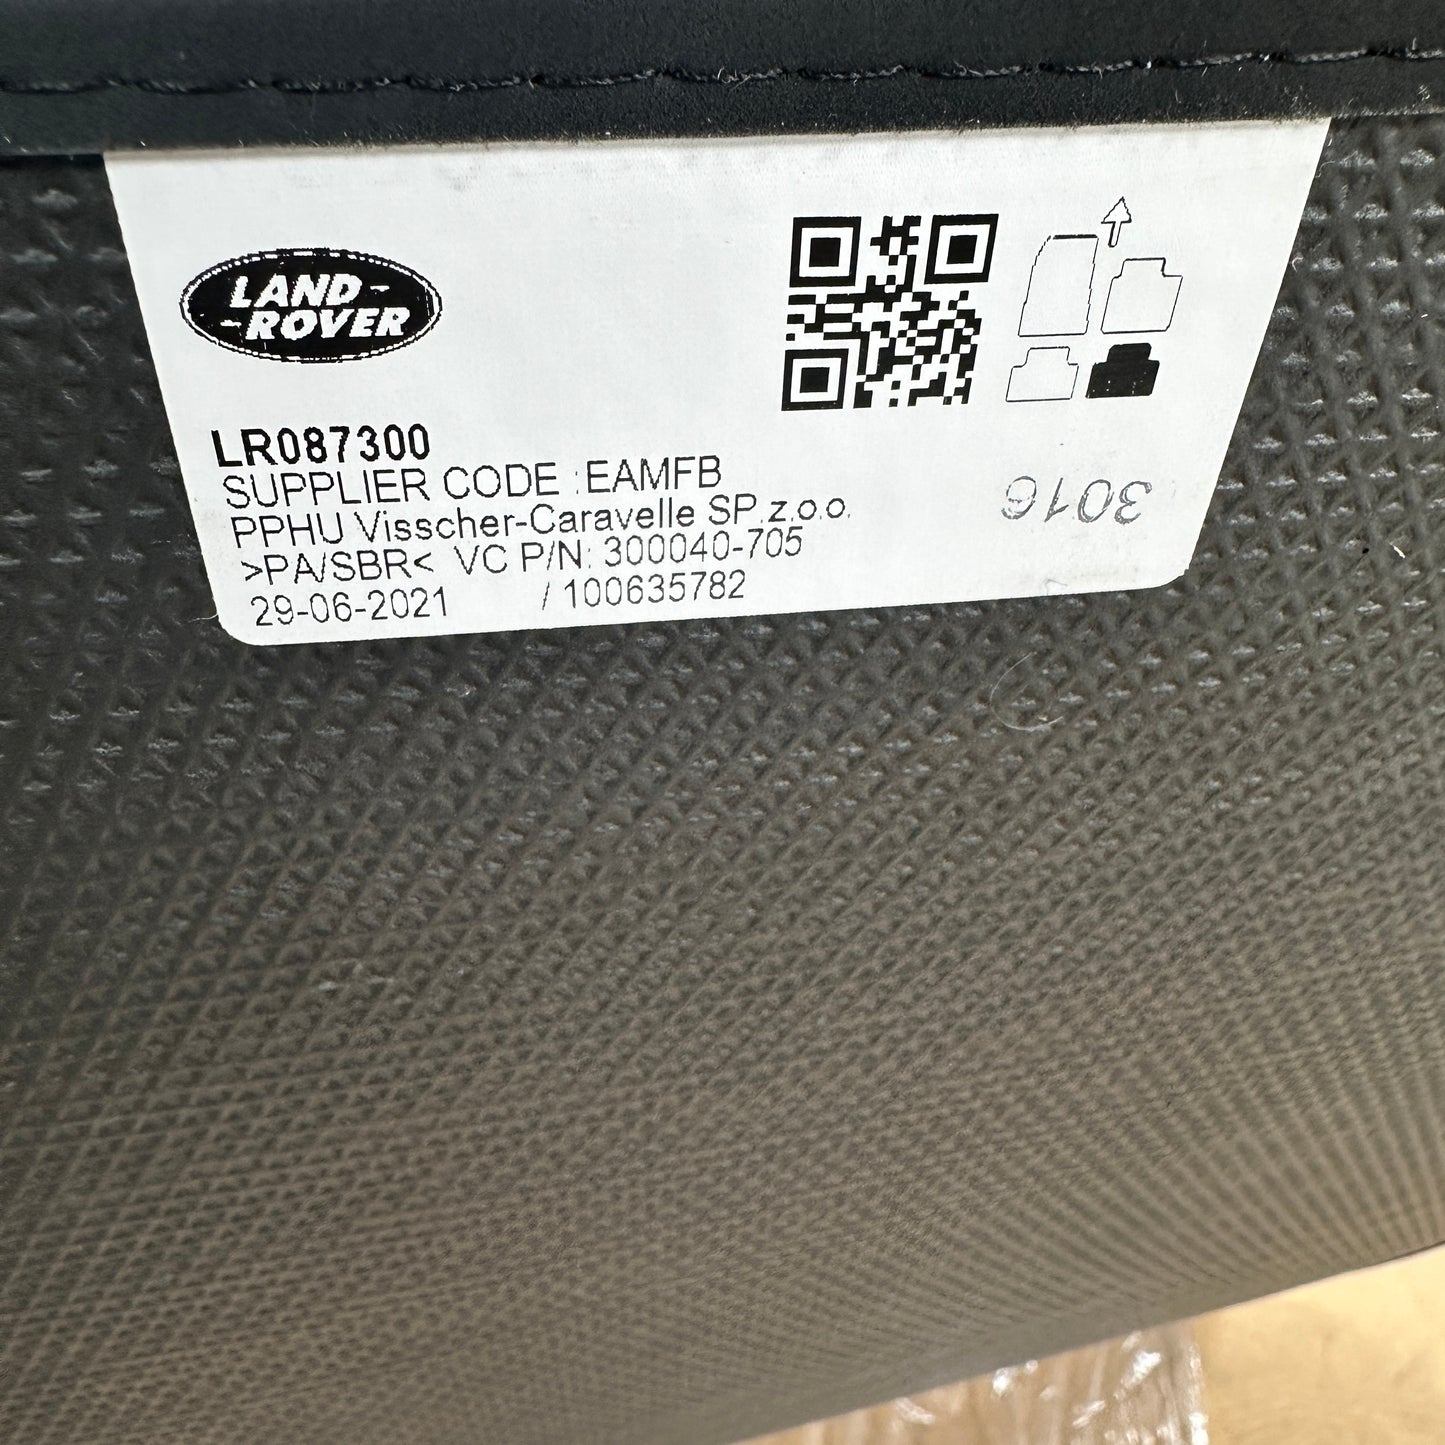 LAND-
-ROVER
LR087300
SUPPLIER CODE :EAMFB
PPHU Visscher-Caravelle SP.z.o.o.
>PA/SBR< VC P/N: 300040-705
29-06-2021 / 100635782
3016